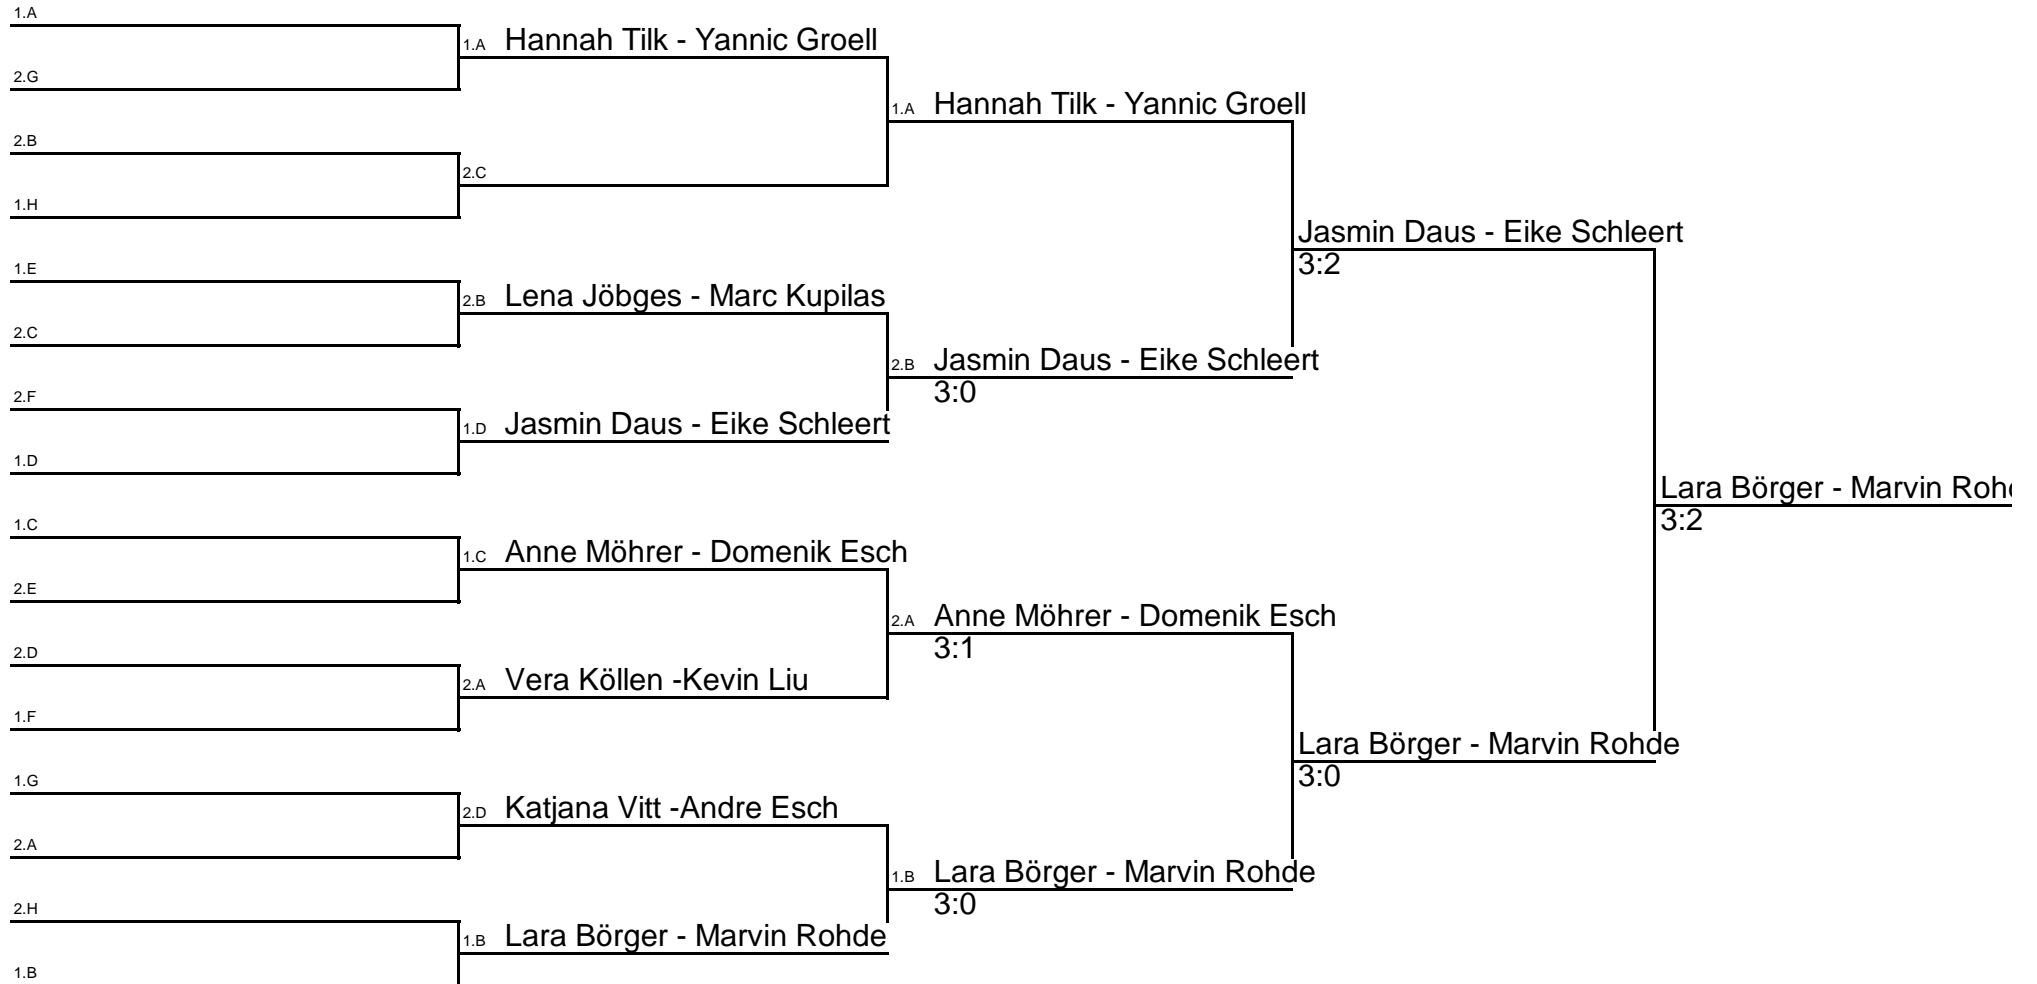 1.A
1.A Hannah Tilk - Yannic Groell
2.G
1.A Hannah Tilk - Yannic Groell
2.B
2.C
1.H
Jasmin Daus - Eike Schleert
3:2
1.E
2.B Lena Jöbges - Marc Kupilas
2.C
2.B Jasmin Daus - Eike Schleert
3:0
2.F
1.D Jasmin Daus - Eike Schleert
1.D
Lara Börger - Marvin
3:2
1.C
1.C Anne Möhrer - Domenik Esch
2.E
2.A Anne Möhrer - Domenik Esch
3:1
2.D
2.A Vera Köllen -Kevin Liu
1.F
Lara Börger - Marvin Rohde
3:0
1.G
2.D Katjana Vitt -Andre Esch
2.A
1.B Lara Börger - Marvin Rohde
3:0
2.H
1.B Lara Börger - Marvin Rohde
1.B